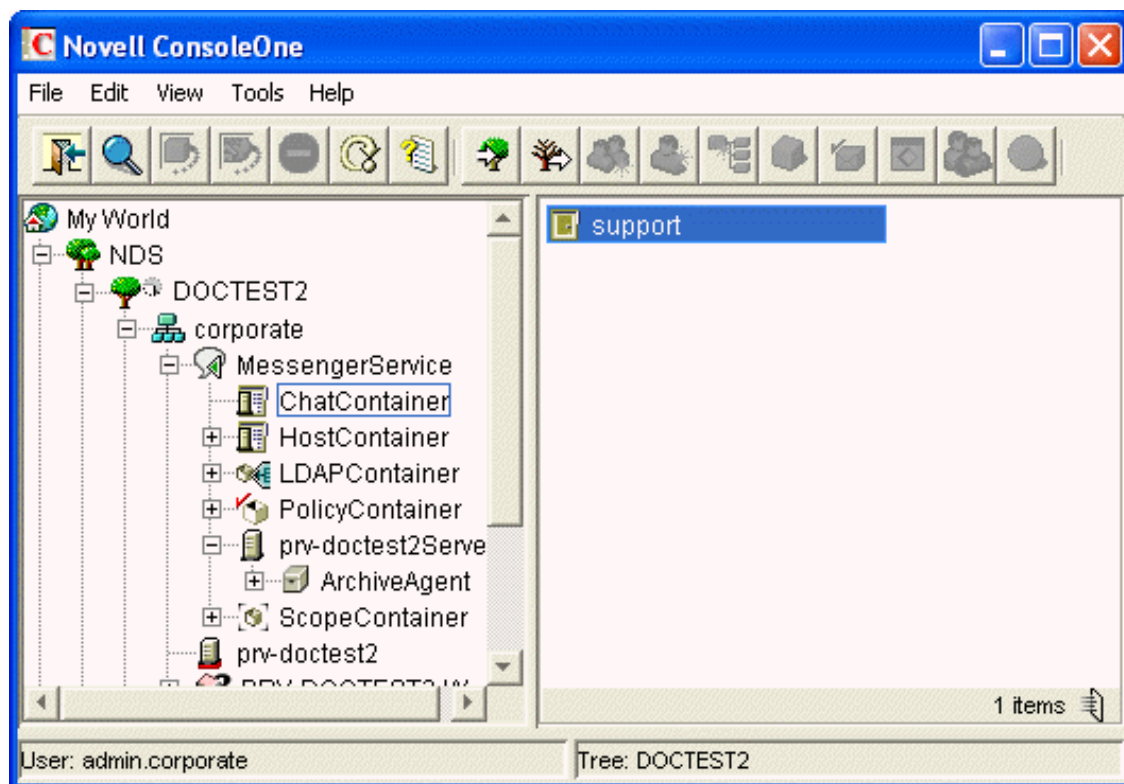 Novell ConsoleOne
File Edit View Tools Help
My World
NDS
DOCTEST2
corporate
MessengerService
ChatContainer
HostContainer
LDAPContainer
PolicyContainer
prv-doctest2Serve
ArchiveAgent
ScopeContainer
prv-doctest2
support
1 items
User: admin.corporate
Tree: DOCTEST2